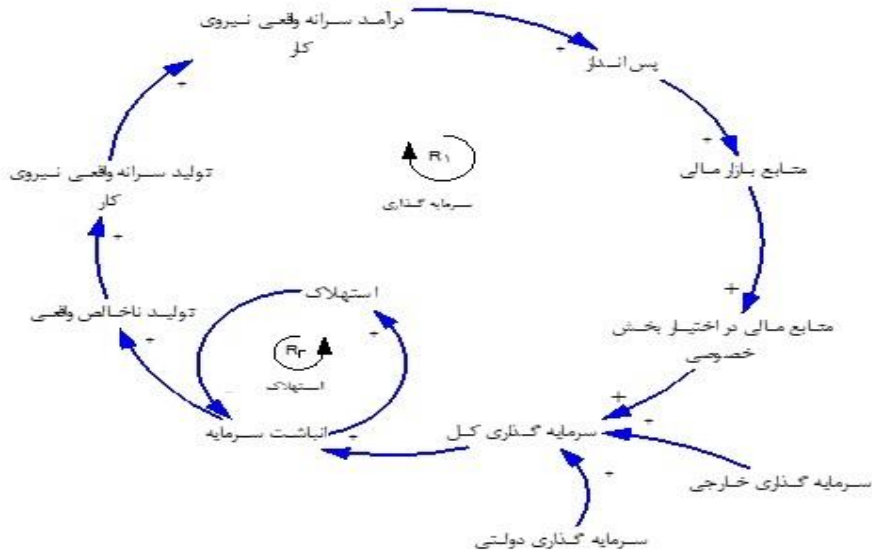 درآمد سرانه واقعی نیروی
کار
+
پس انداز
+
منابع بازار مالی
R۱
سرمایه گذاری
+
تولید سرانه واقعی نیروی
کار
+
استهلاک
+
تولید ناخالص واقعی
+
منابع مالی در اختیار بخش
خصوصی
+
R۲
استهلاک
+
-
+
انباشت سرمایه
+
سرمایه گذاری کل
+
+
سرمایه گذاری خارجی
سرمایه گذاری دولتی